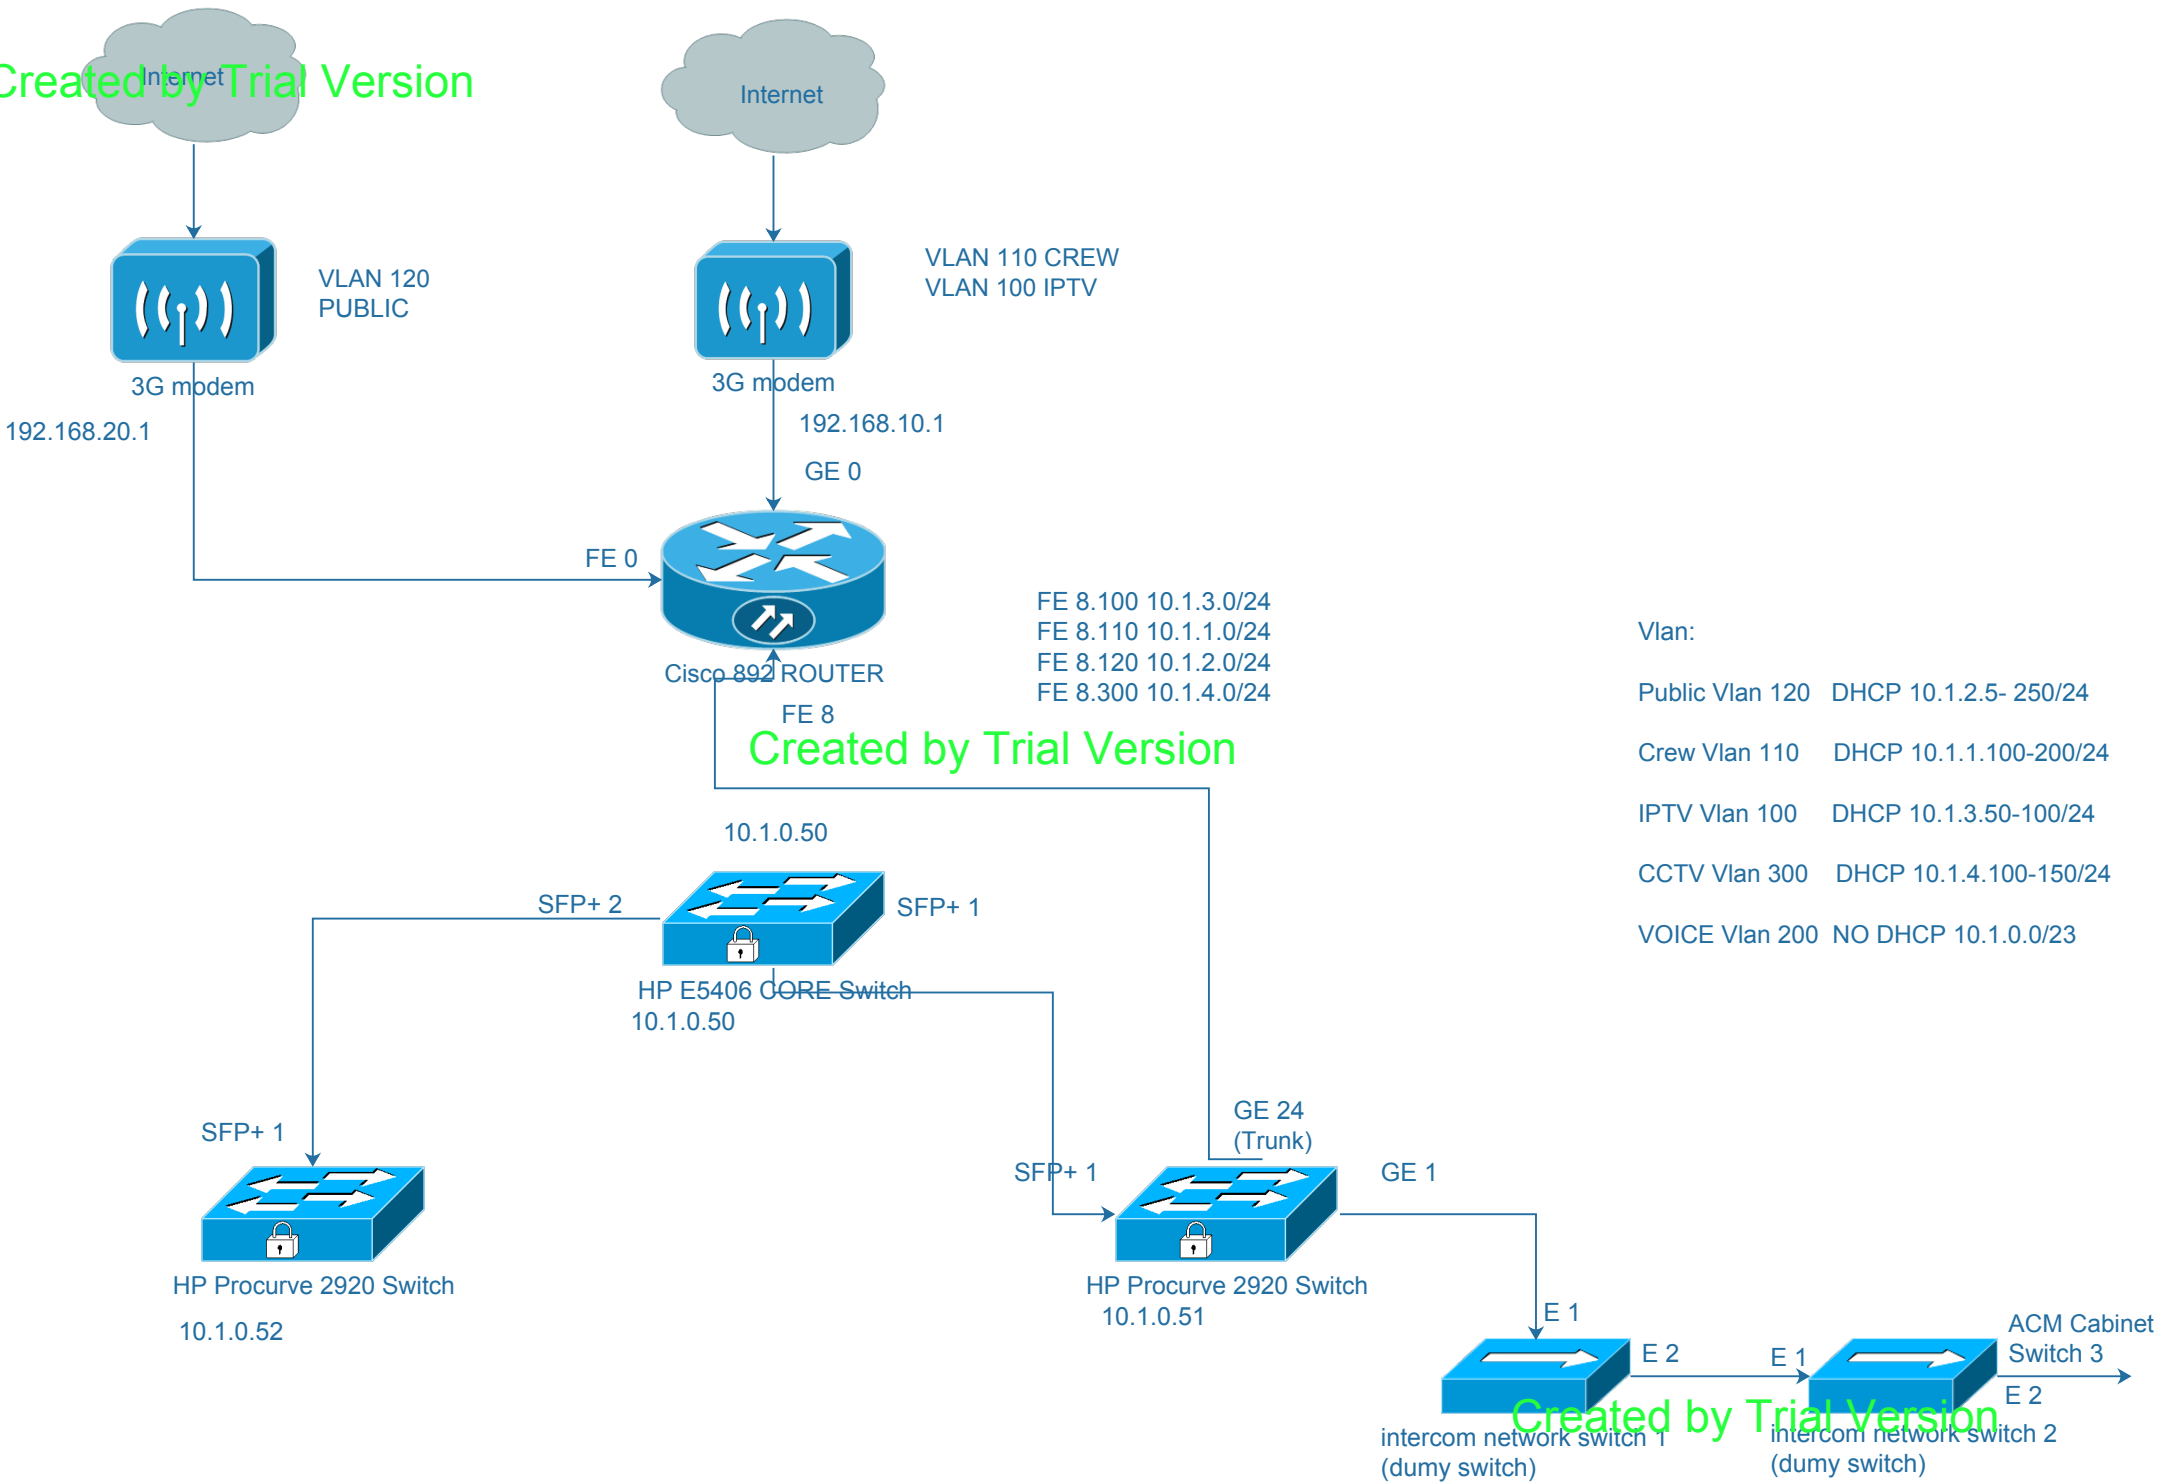 Internet
Created by Trial Version
Internet
VLAN 120
PUBLIC
VLAN 110 CREW
VLAN 100 IPTV
3G modem
3G modem
192.168.20.1
192.168.10.1
GE 0
FE 0
FE 8.100 10.1.3.0/24
FE 8.110 10.1.1.0/24
FE 8.120 10.1.2.0/24
FE 8.300 10.1.4.0/24
Cisco 892 ROUTER
FE 8
Created by Trial Version
Vlan:
Public Vlan 120 DHCP 10.1.2.5- 250/24
Crew Vlan 110 DHCP 10.1.1.100-200/24
IPTV Vlan 100 DHCP 10.1.3.50-100/24
CCTV Vlan 300 DHCP 10.1.4.100-150/24
VOICE Vlan 200 NO DHCP 10.1.0.0/23
10.1.0.50
SFP+ 2
SFP+ 1
HP E5406 CORE Switch
10.1.0.50
SFP+ 1
GE 24
(Trunk)
SFP+ 1
GE 1
HP Procurve 2920 Switch
10.1.0.52
HP Procurve 2920 Switch
10.1.0.51
E 1
E 2
E 1
ACM Cabinet
Switch 3
E 2
Created by Trial Version
intercom network switch 1
(dumy switch)
intercom network switch 2
(dumy switch)